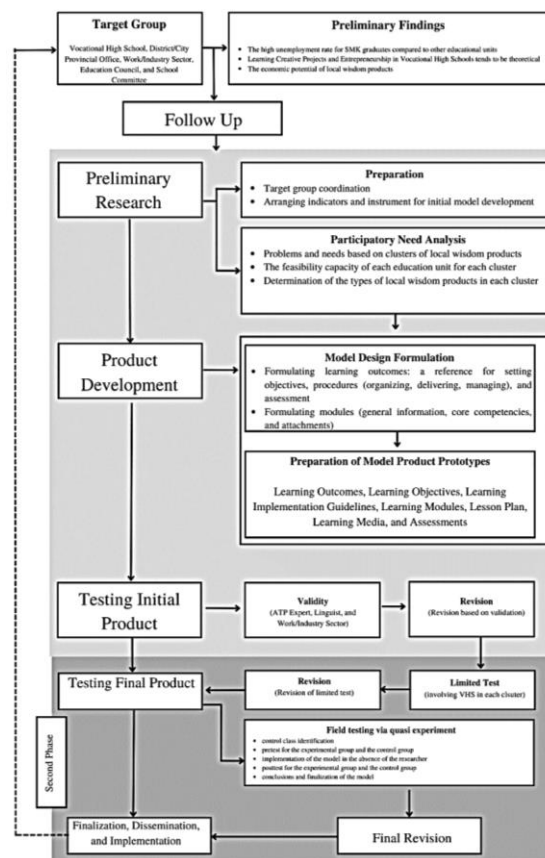 Target Group
Vocational High School, District/City
Provincial Office, Work/Industry Sector,
Education Council, and School
Committee
Preliminary Findings
• The high unemployment rate for SMK graduates compared to other educational units
• Learning Creative Projects and Entrepreneurship in Vocational High Schools tends to be theoretical
• The economic potential of local wisdom products
Follow Up
Preliminary
Research
Preparation
• Target group coordination
• Arranging indicators and instrument for initial model development
Participatory Need Analysis
• Problems and needs based on clusters of local wisdom products
• The feasibility capacity of each education unit for each cluster
• Determination of the types of local wisdom products in each cluster
Product
Development
Model Design Formulation
• Formulating learning outcomes: a reference for setting
objectives, procedures (organizing, delivering, managing), and
assessment
• Formulating modules (general information, core competencies,
and attachments)
Preparation of Model Product Prototypes
Learning Outcomes, Learning Objectives, Learning
Implementation Guidelines, Learning Modules, Lesson Plan,
Learning Media, and Assessments
Testing Initial
Product
Validity
(ATP Expert, Linguist, and
Work/Industry Sector)
Revision
(Revision based on validation)
Testing Final Product
Revision
(Revision of limited test)
Limited Test
(involving VHS in each cluster)
Second Phase
Field testing via quasi experiment
• control class identification
• pretest for the experimental group and the control group
• implementation of the model in the absence of the researcher
• posttest for the experimental group and the control group
• conclusions and finalization of the model
Finalization, Dissemination,
and Implementation
Final Revision